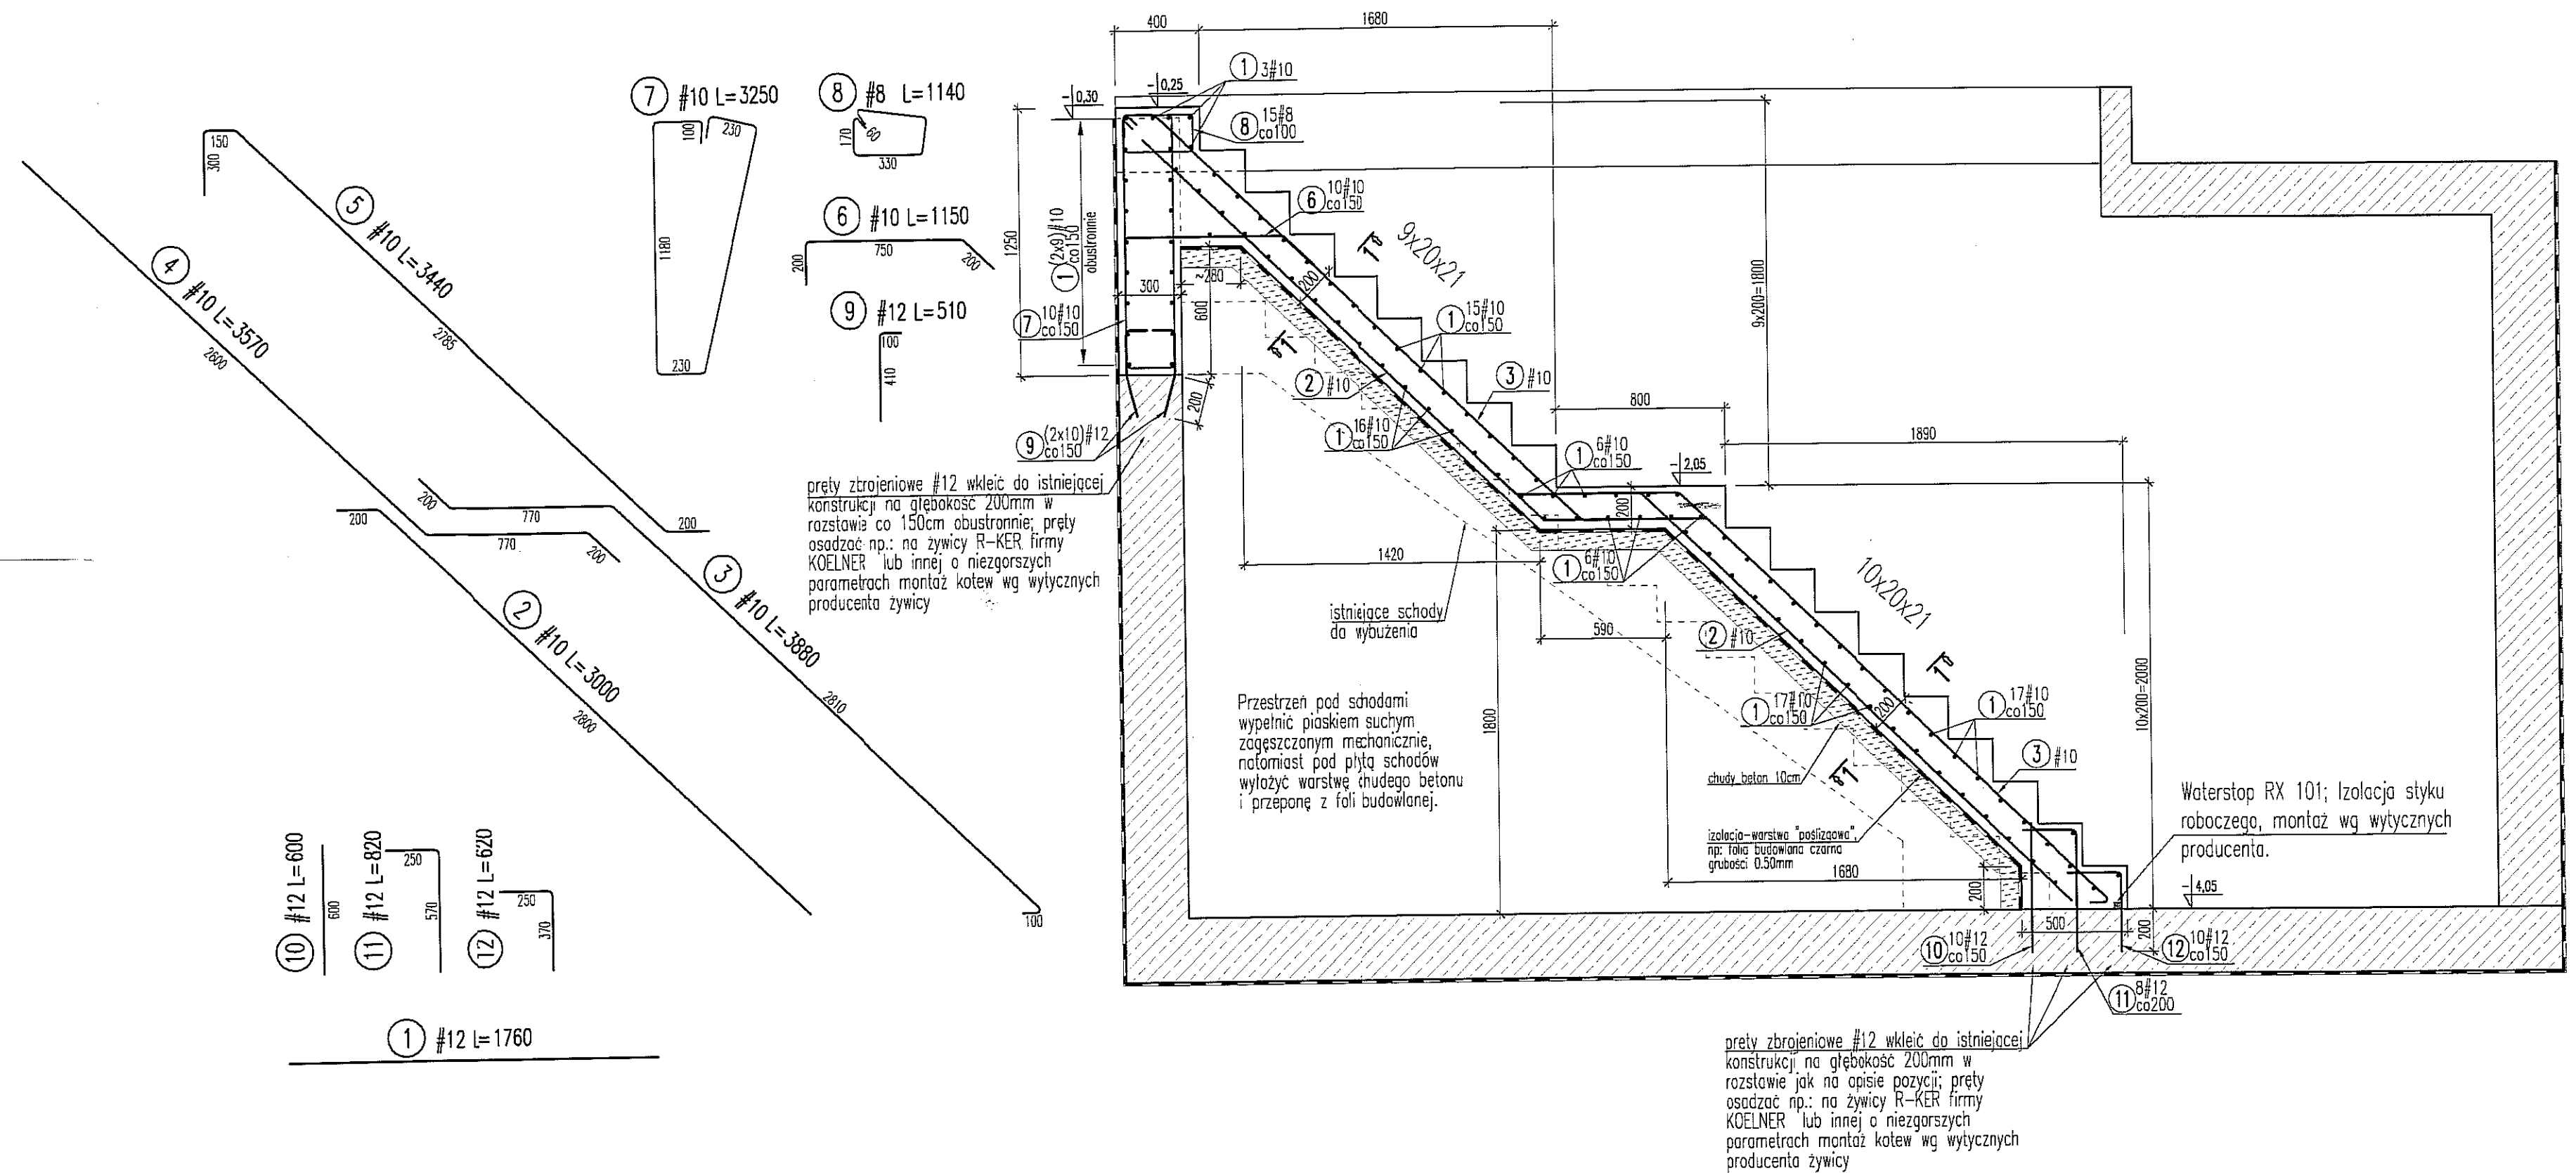 400
1680
⑦ #10 L=3250
100
230
1180
230
⑧ #8 L=1140
170
60
330
⑥ #10 L=1150
200
750
200
⑨ #12 L=510
100
410
150
300
⑤ #10 L=3440
2785
200
④ #10 L=3570
2600
200
770
200
200
770
③ #10 L=3880
2810
100
② #10 L=3000
2800
⑩ #12 L=600
600
⑪ #12 L=820
250
570
⑫ #12 L=620
250
370
① #12 L=1760
① 3#10
-0,30
-0,25
⑧ 15#8
co100
1250
① (2x9)#10
co150
obustronnie
⑥ 10#10
co150
9x20x21
1
1
300
~280
600
200
⑦ 10#10
co150
① 15#10
co150
9x200=1800
② #10
③ #10
200
⑨ (2x10)#12
co150
① 16#10
co150
800
1890
① 6#10
co150
-2,05
200
pręty zbrojeniowe #12 wkleić do istniejącej
konstrukcji na głębokość 200mm w
rozstawie co 150cm obustronnie; pręty
osadzać np.: na żywicy R-KER firmy
KOELNER lub innej o niezgorszych
parametrach montaż kotew wg wytycznych
producenta żywicy
1420
① 6#10
co150
istniejące schody
da wybużenia
590
10x20x21
② #10
1
1800
Przestrzeń pod schodami
wypełnić piaskiem suchym
zagęszczonym mechanicznie,
natomiast pod płytą schodów
wyłożyć warstwę chudego betonu
i przeponę z foli budowlanej.
① 17#10
co150
200
① 17#10
co150
10x200=2000
③ #10
chudy beton 10cm
1
izolacja-warstwa "poślizgowa",
np: folia budowlana czarna
grubości 0.50mm
1680
200
Waterstop RX 101; Izolacja styku
roboczego, montaż wg wytycznych
producenta.
-4,05
500
200
⑩ 10#12
co150
⑫ 10#12
co150
⑪ 8#12
co200
pręty zbrojeniowe #12 wkleić do istniejącej
konstrukcji na głębokość 200mm w
rozstawie jak na opisie pozycji; pręty
osadzać np.: na żywicy R-KER firmy
KOELNER lub innej o niezgorszych
parametrach montaż kotew wg wytycznych
producenta żywicy